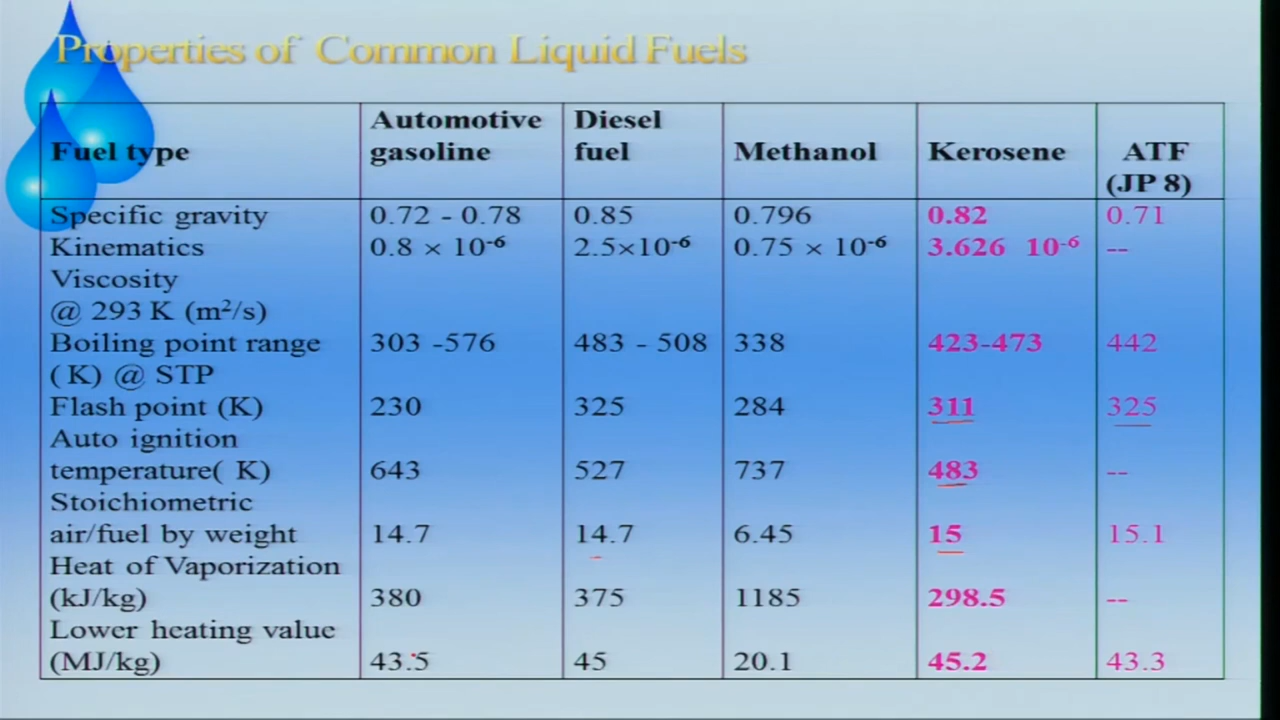 Properties of Common Liquid Fuels
Fuel type Automotive gasoline Diesel fuel Methanol Kerosene ATF (JP 8)
Specific gravity 0.72 - 0.78 0.85 0.796 0.82 0.71
Kinematics 0.8 × 10⁻⁶ 2.5×10⁻⁶ 0.75 × 10⁻⁶ 3.626 10⁻⁶ --
Viscosity
@ 293 K (m²/s)
Boiling point range 303 -576 483 - 508 338 423-473 442
( K) @ STP
Flash point (K) 230 325 284 311 325
Auto ignition
temperature( K) 643 527 737 483 --
Stoichiometric
air/fuel by weight 14.7 14.7 6.45 15 15.1
Heat of Vaporization
(kJ/kg) 380 375 1185 298.5 --
Lower heating value
(MJ/kg) 43.5 45 20.1 45.2 43.3